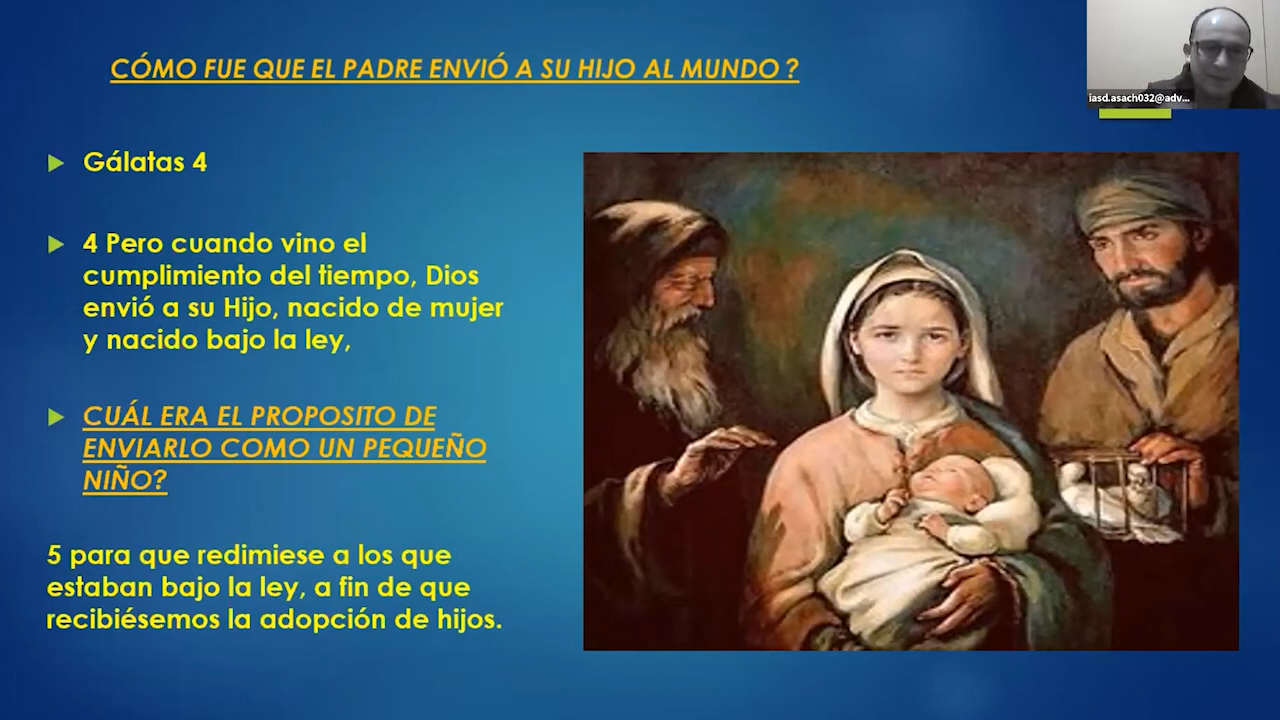 CÓMO FUE QUE EL PADRE ENVIÓ A SU HIJO AL MUNDO ?
iasd.asach032@adv...
Gálatas 4
4 Pero cuando vino el
cumplimiento del tiempo, Dios
envió a su Hijo, nacido de mujer
y nacido bajo la ley,
CUÁL ERA EL PROPOSITO DE
ENVIARLO COMO UN PEQUEÑO
NIÑO?
5 para que redimiese a los que
estaban bajo la ley, a fin de que
recibiésemos la adopción de hijos.